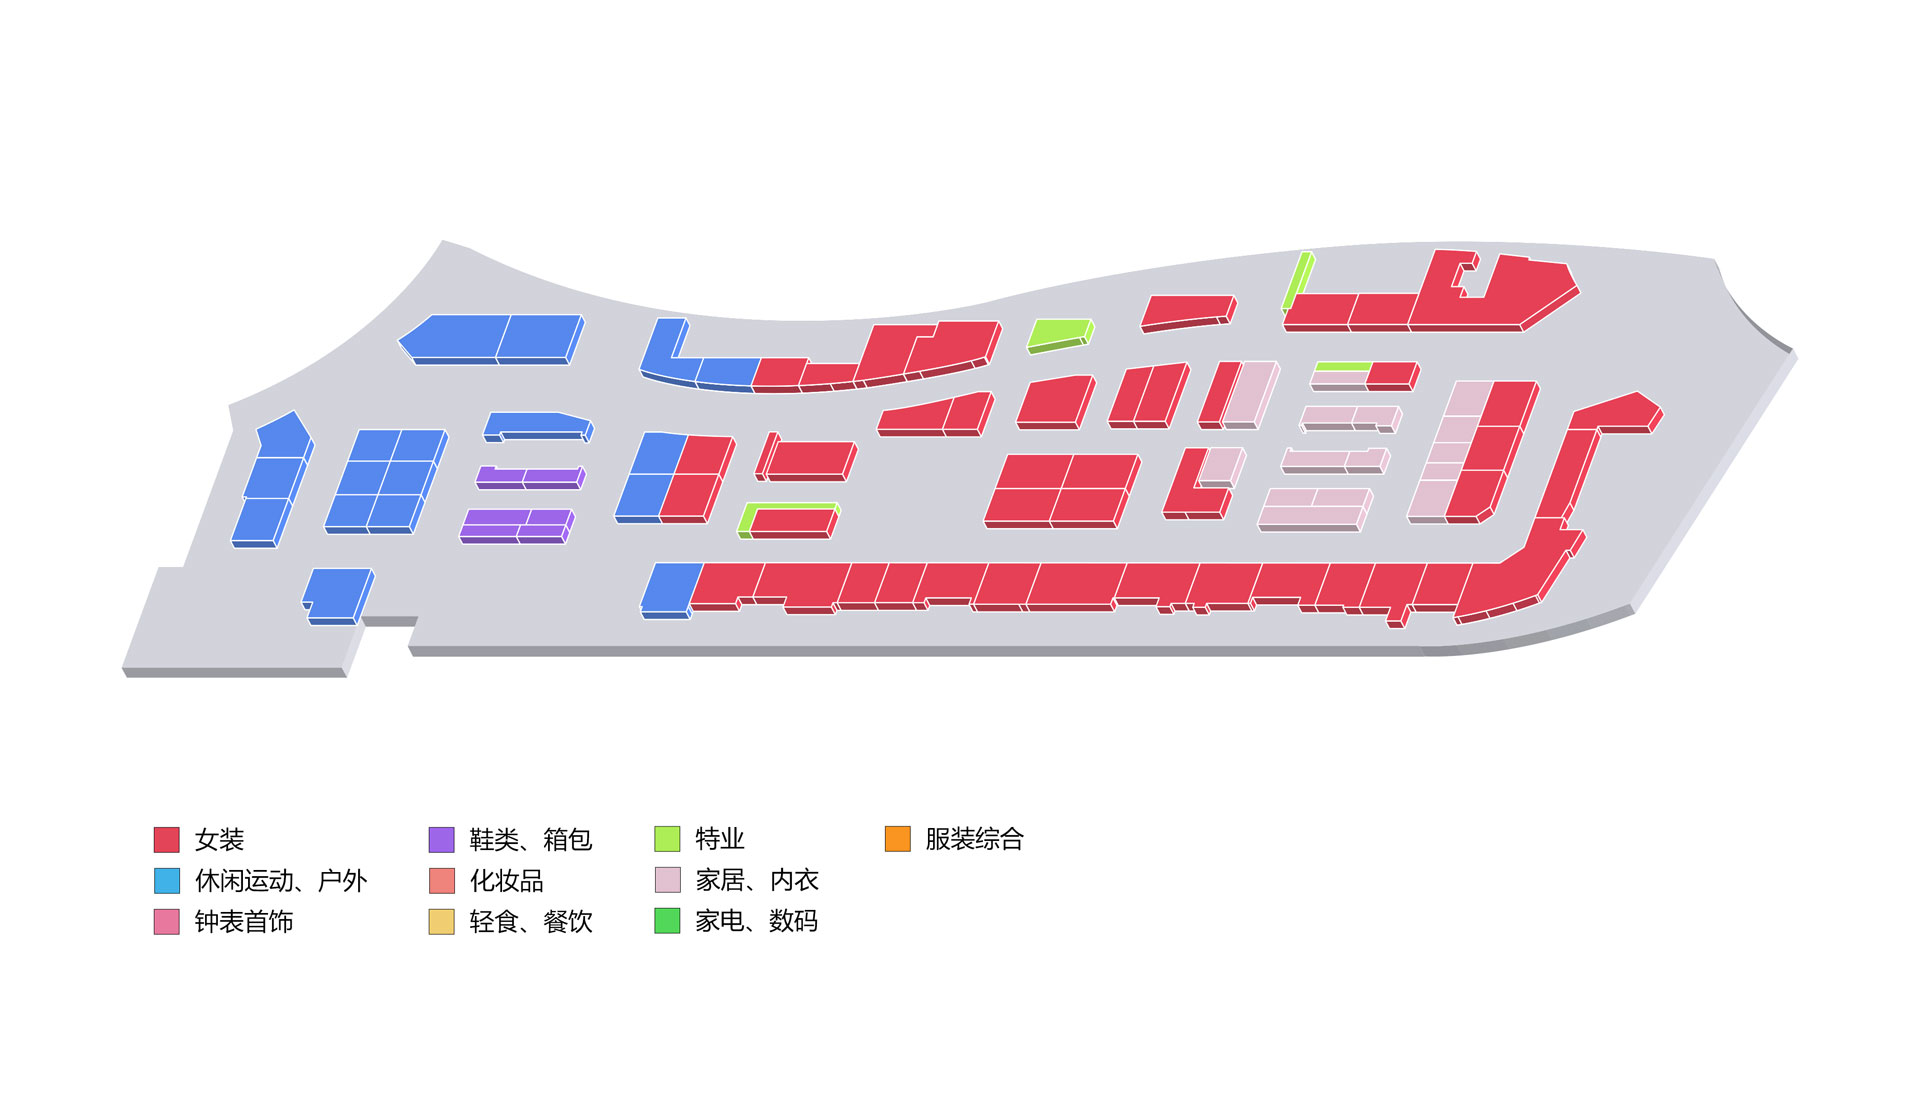 女装
休闲运动、户外
钟表首饰
鞋类、箱包
化妆品
轻食、餐饮
特业
家居、内衣
家电、数码
服装综合